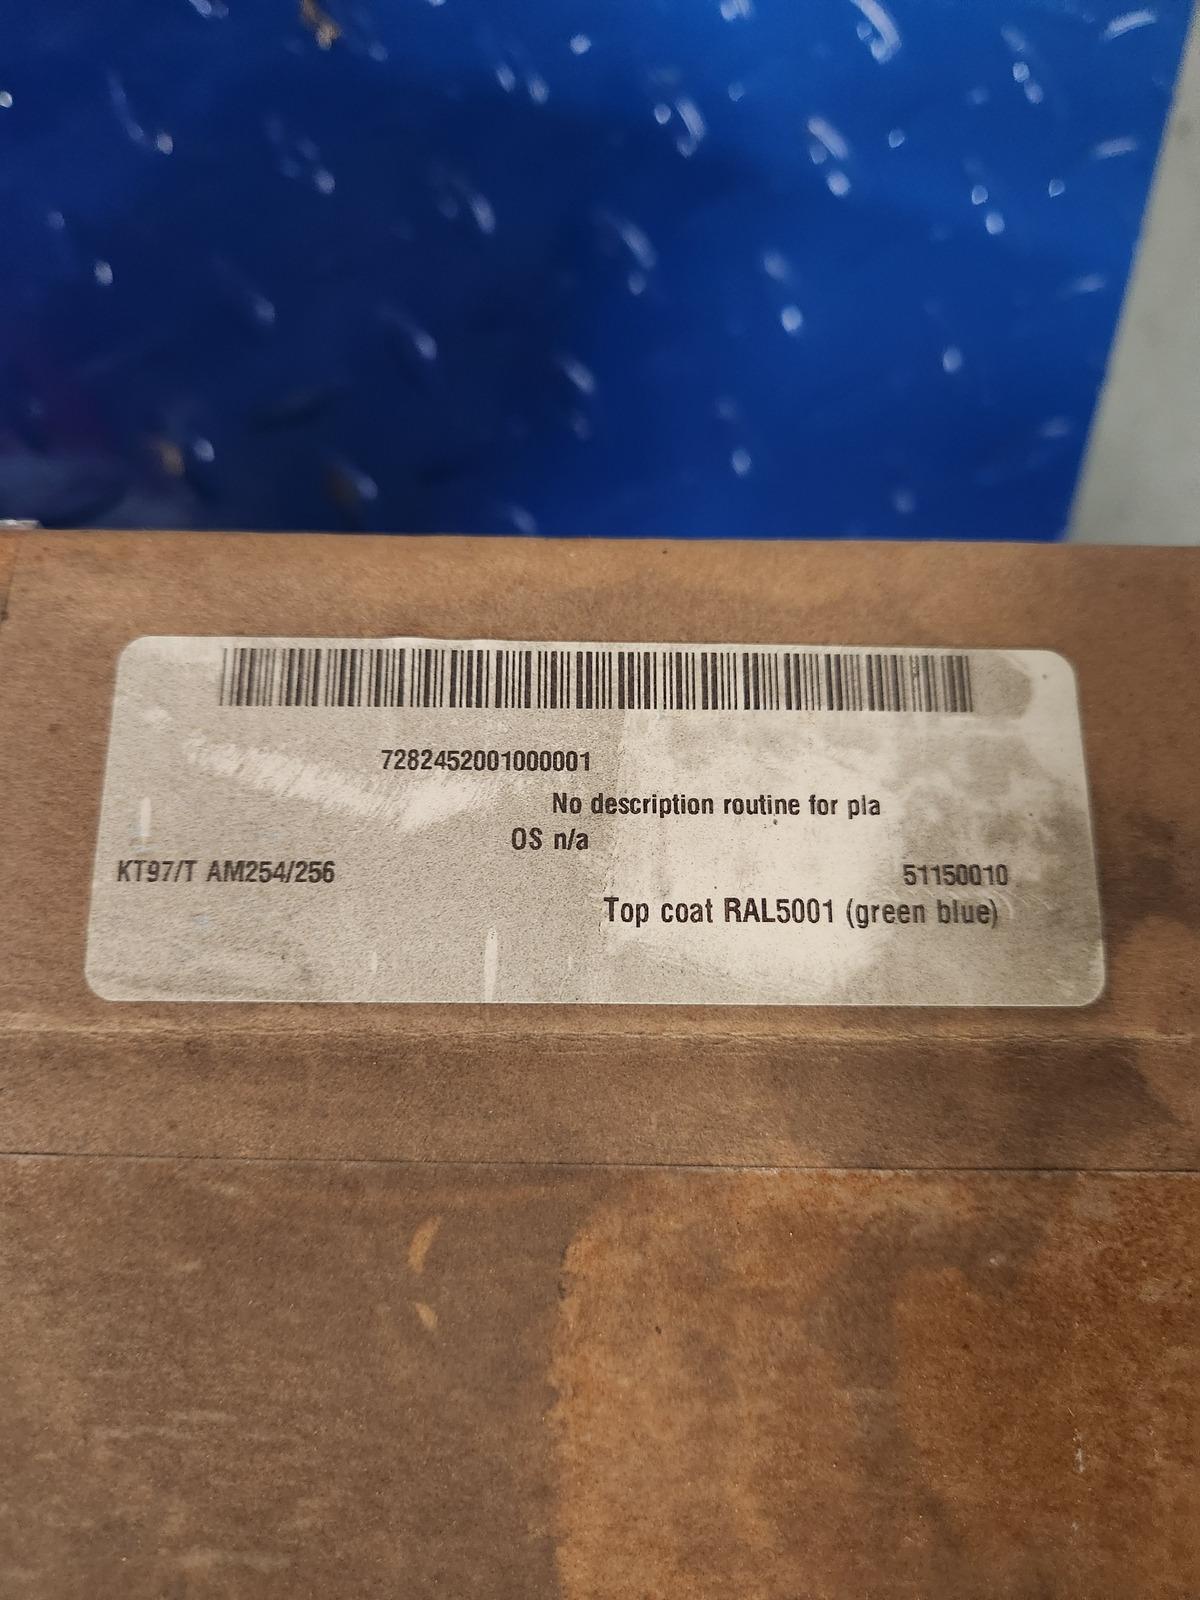 7282452001000001
No description routine for pla
OS n/a
KT97/T AM254/256
51150010
Top coat RAL5001 (green blue)